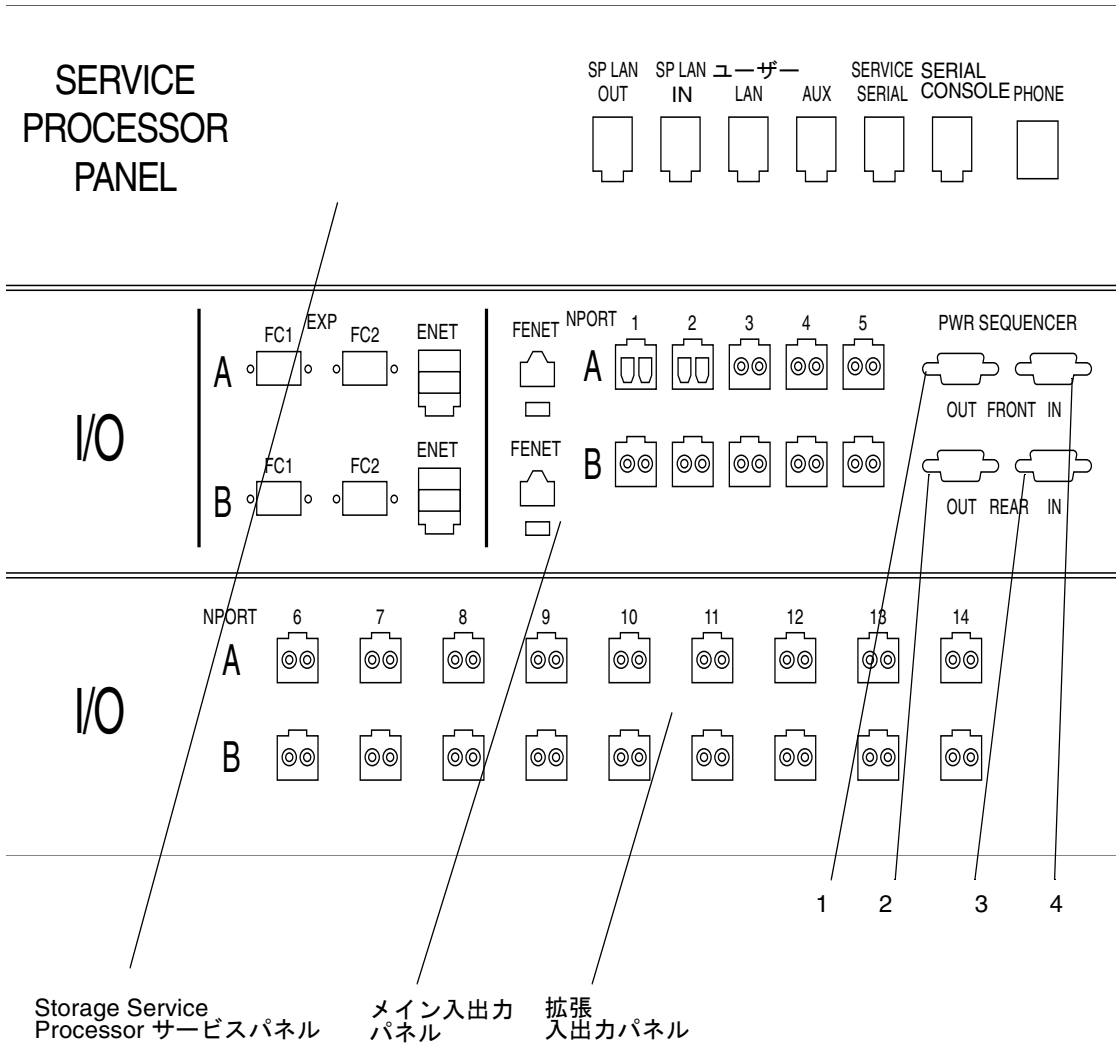 SERVICE
PROCESSOR
PANEL
SP LAN
OUT
SP LAN
IN
ユーザー
LAN
AUX
SERVICE
SERIAL
SERIAL
CONSOLE
PHONE
I/O
A
FC1
EXP
FC2
ENET
B
FC1
FC2
ENET
FENET
FENET
NPORT 1 2 3 4 5
A
B
PWR SEQUENCER
OUT FRONT IN
OUT REAR IN
I/O
NPORT 6 7 8 9 10 11 12 13 14
A
B
1 2 3 4
Storage Service
Processor サービスパネル
メイン入出力
パネル
拡張
入出力パネル